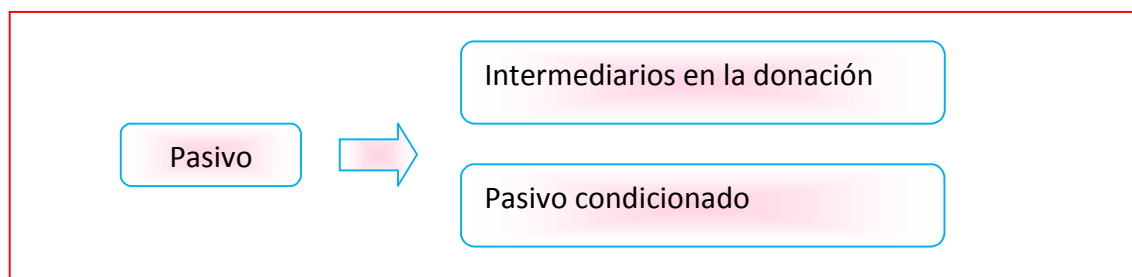 Intermediarios en la donación
Pasivo
Pasivo condicionado